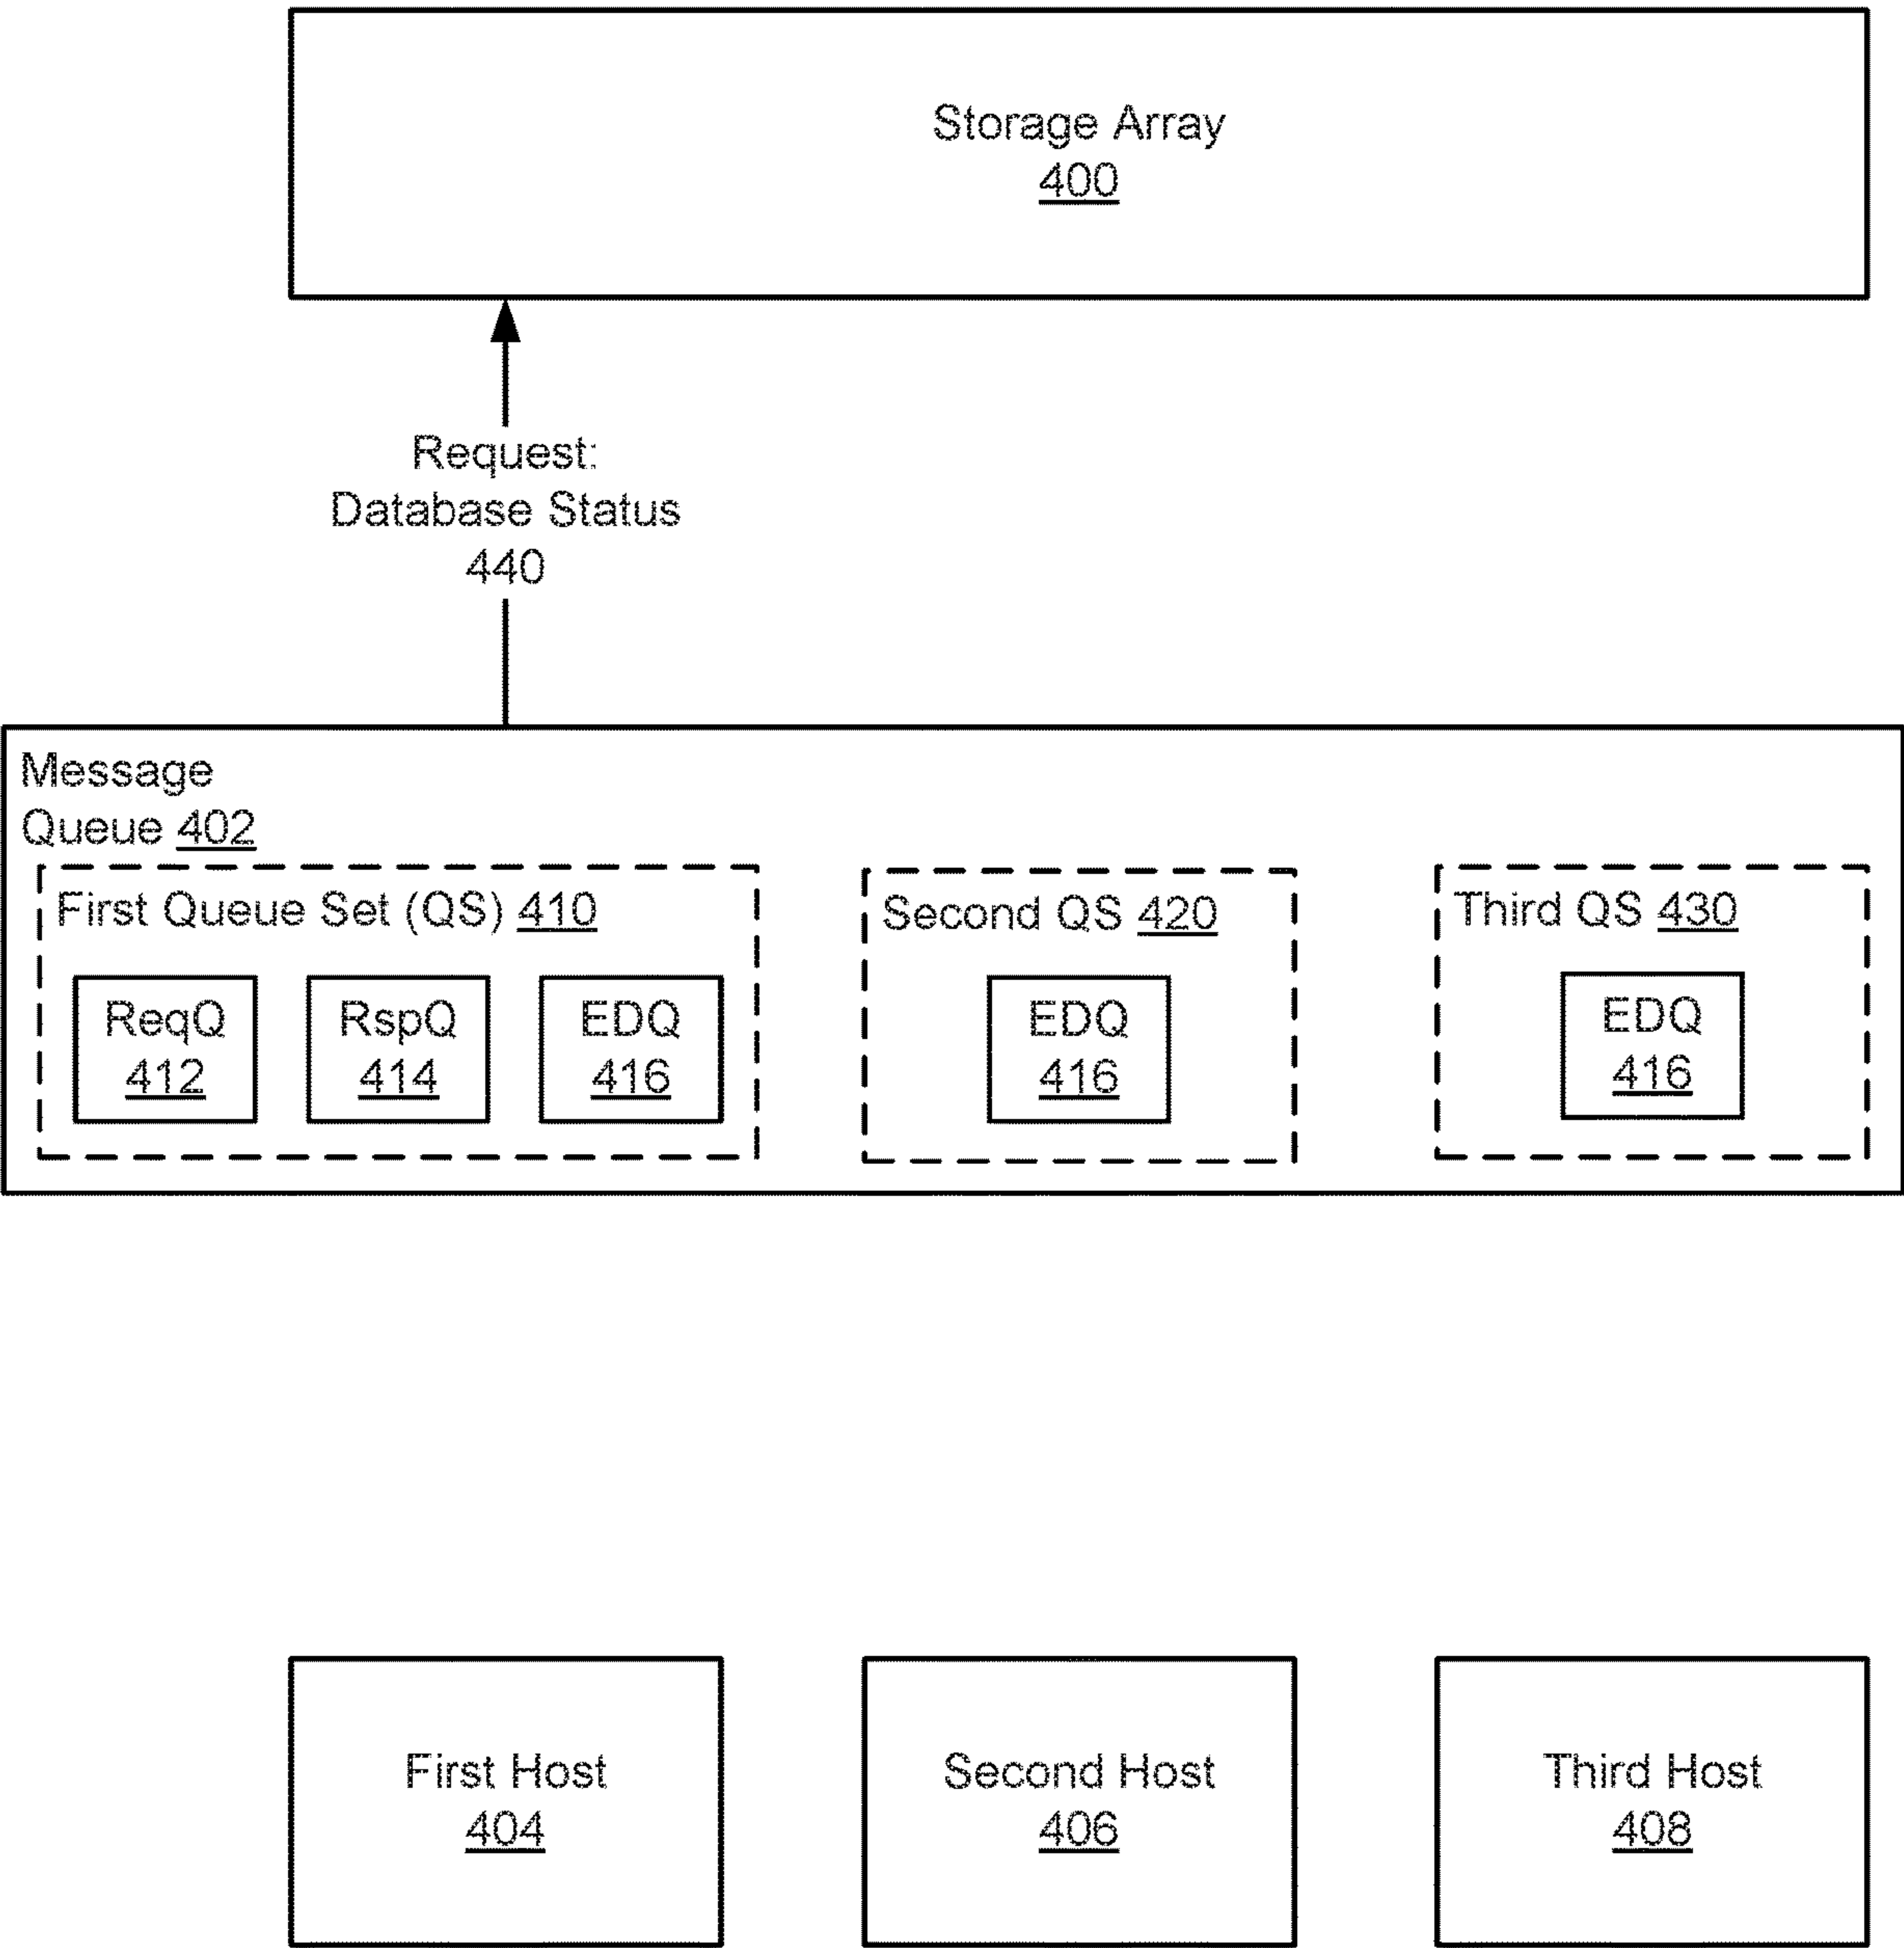 Storage Array
400
Request:
Database Status
440
Message
Queue 402
First Queue Set (QS) 410
Second QS 420
Third QS 430
ReqQ
412
RspQ
414
EDQ
416
EDQ
416
EDQ
416
First Host
404
Second Host
406
Third Host
408